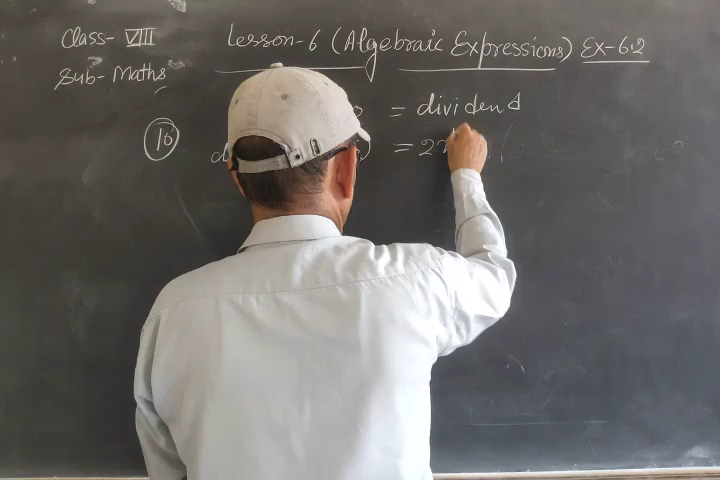 Class- VIII Lesson-6 (Algebraic Expressions) Ex-6.2
Sub- Maths
= dividend
16 = 2